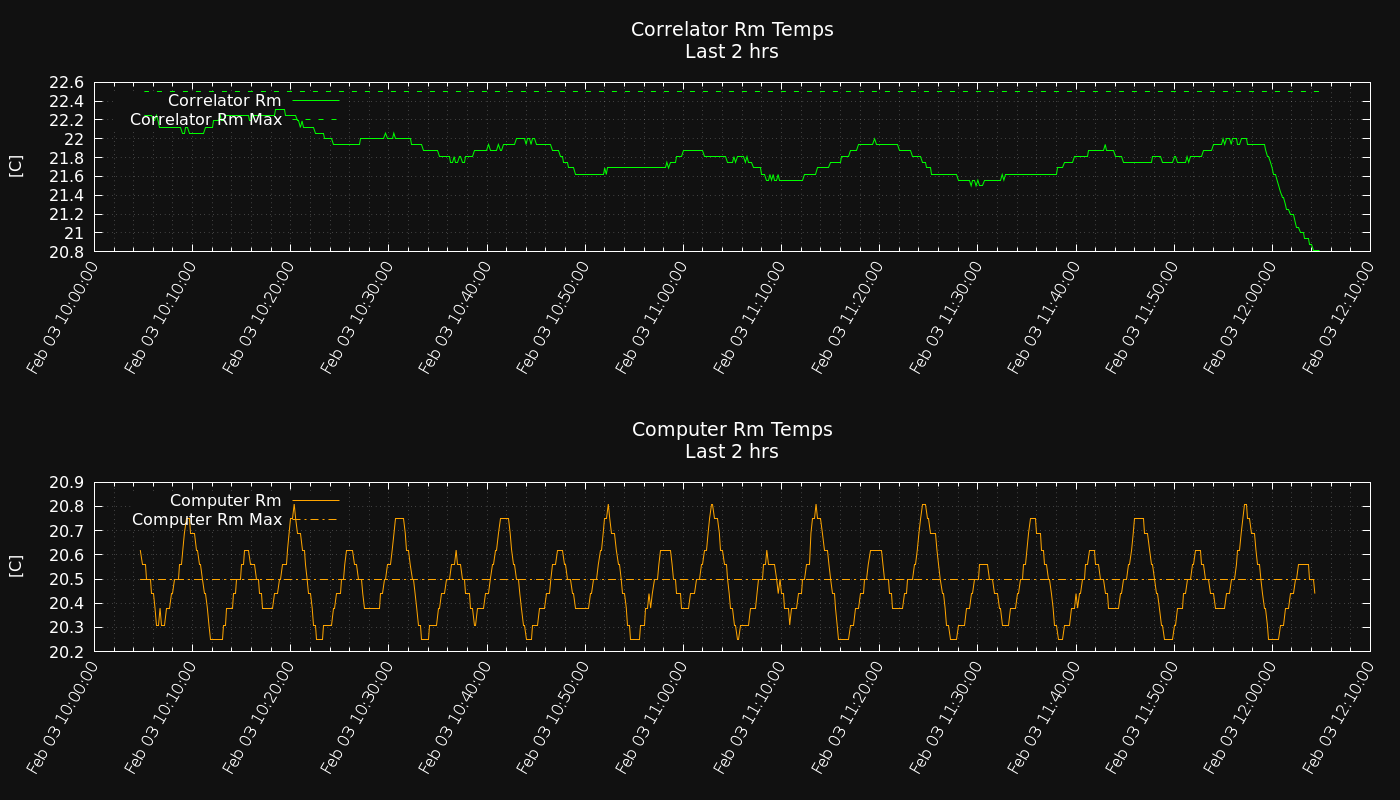 Correlator Rm Temps
Last 2 hrs
[C]
22.6
22.4
22.2
22
21.8
21.6
21.4
21.2
21
20.8
Correlator Rm
Correlator Rm Max
Feb 03 10:00:00
Feb 03 10:10:00
Feb 03 10:20:00
Feb 03 10:30:00
Feb 03 10:40:00
Feb 03 10:50:00
Feb 03 11:00:00
Feb 03 11:10:00
Feb 03 11:20:00
Feb 03 11:30:00
Feb 03 11:40:00
Feb 03 11:50:00
Feb 03 12:00:00
Feb 03 12:10:00
Computer Rm Temps
Last 2 hrs
[C]
20.9
20.8
20.7
20.6
20.5
20.4
20.3
20.2
Computer Rm
Computer Rm Max
Feb 03 10:00:00
Feb 03 10:10:00
Feb 03 10:20:00
Feb 03 10:30:00
Feb 03 10:40:00
Feb 03 10:50:00
Feb 03 11:00:00
Feb 03 11:10:00
Feb 03 11:20:00
Feb 03 11:30:00
Feb 03 11:40:00
Feb 03 11:50:00
Feb 03 12:00:00
Feb 03 12:10:00